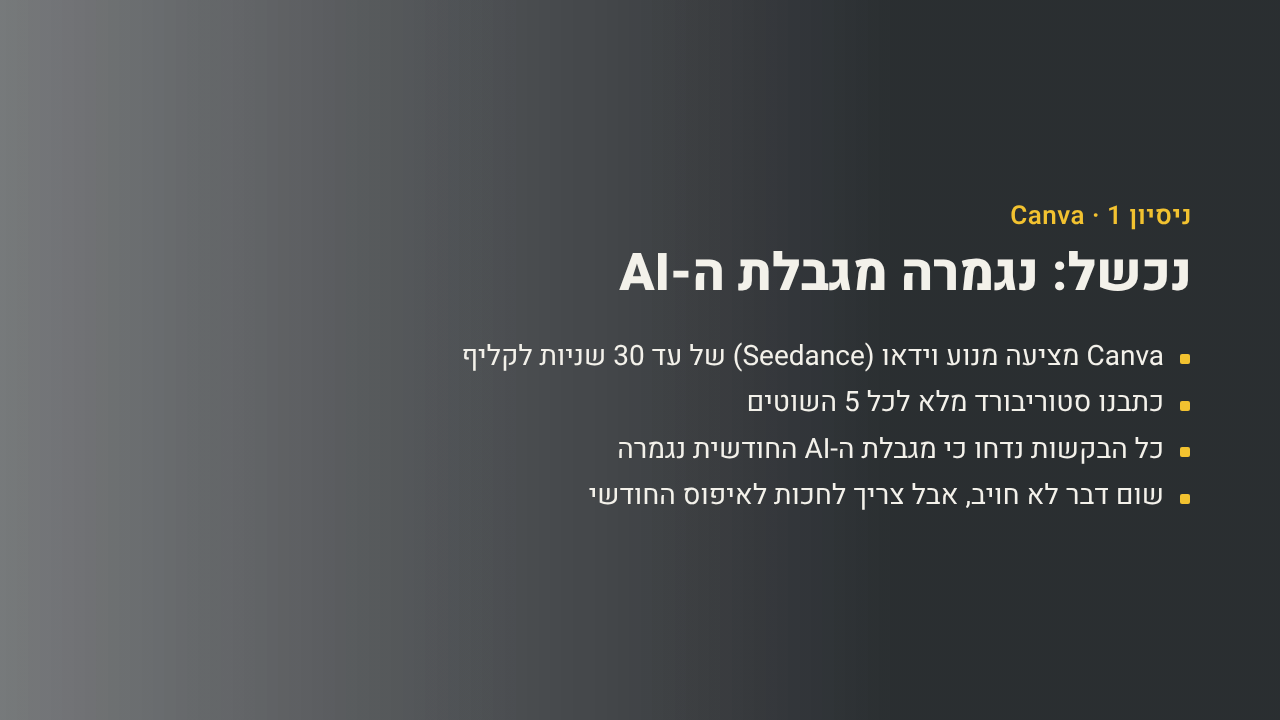 ניסיון 1 · Canva
נכשל: נגמרה מגבלת ה-AI
Canva מציעה מנוע וידאו (Seedance) של עד 30 שניות לקליף
כתבנו סטוריבורד מלא לכל 5 השוטים
כל הבקשות נדחו כי מגבלת ה-AI החודשית נגמרה
שום דבר לא חויב, אבל צריך לחכות לאיפוס החודשי